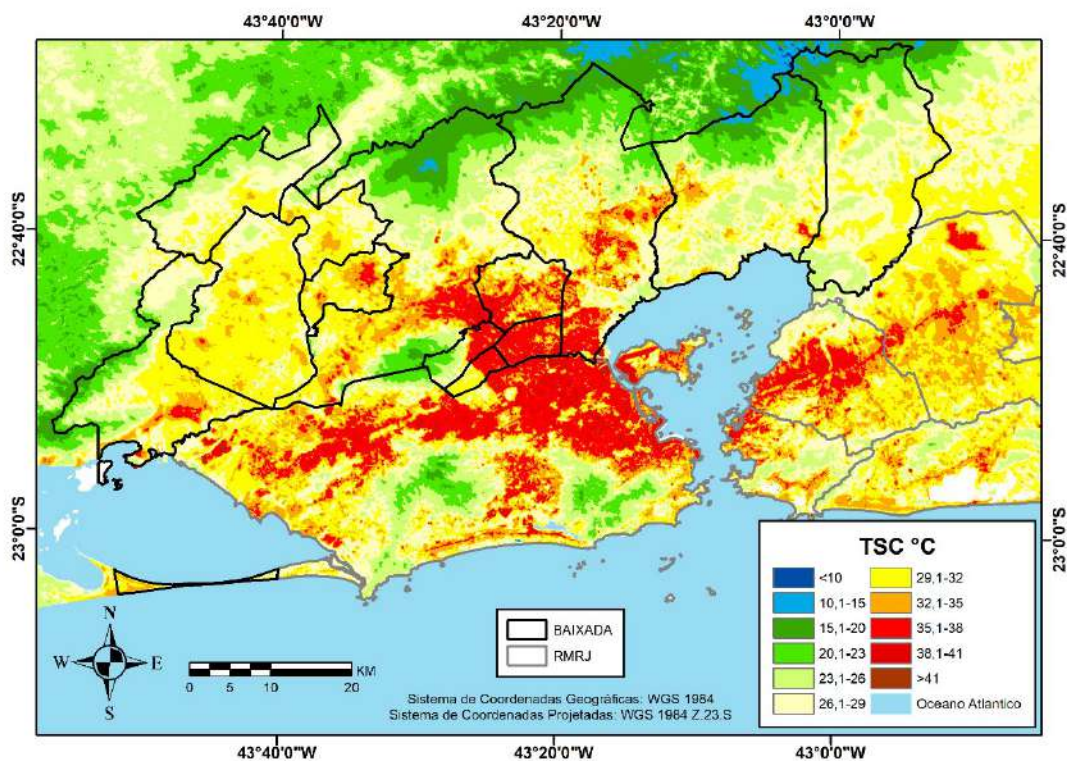 43°40'0"W 43°20'0"W 43°0'0"W
22°40'0"S 22°40'0"S
23°0'0"S 23°0'0"S
TSC °C
<10 29,1-32
10,1-15 32,1-35
15,1-20 35,1-38
20,1-23 38,1-41
23,1-26 >41
26,1-29 Oceano Atlantico
BAIXADA
RMRJ
N
W E
S
KM
0 5 10 20
Sistema de Coordenadas Geográficas: WGS 1984
Sistema de Coordenadas Projetadas: WGS 1984 Z.23.S
43°40'0"W 43°20'0"W 43°0'0"W